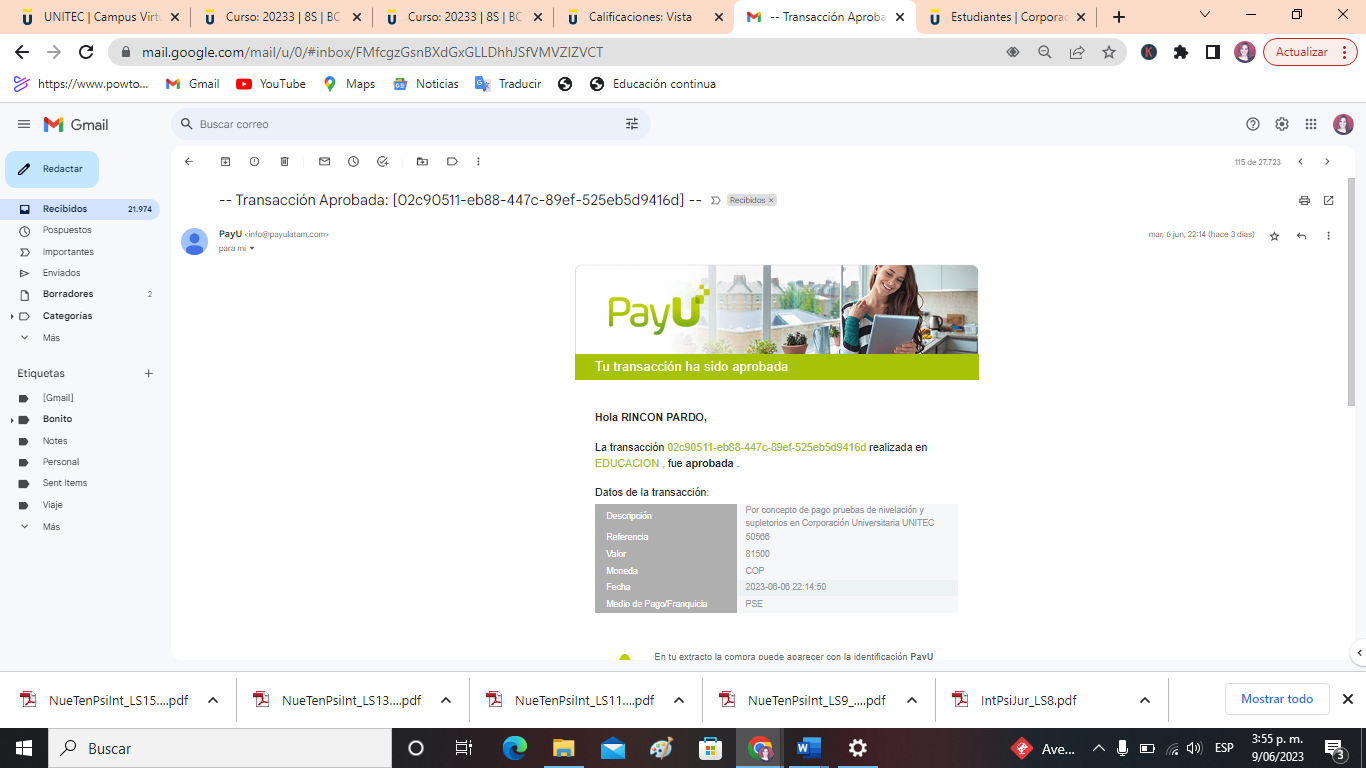 UNITEC | Campus Virtu
Curso: 20233 | 8S | BC
Curso: 20233 | 8S | BC
Calificaciones: Vista
-- Transacción Aproba
Estudiantes | Corporac
mail.google.com/mail/u/0/#inbox/FMfcgzGsnBXdGxGLLDhhJSfVMVZIZVCT
K
Actualizar
https://www.powto...
Gmail
YouTube
Maps
Noticias
Traducir
Educación continua
Gmail
Buscar correo
Redactar
115 de 27.723
Recibidos 21.974
Pospuestos
Importantes
Enviados
Borradores 2
Categorías
Más
Etiquetas
[Gmail]
Bonito
Notes
Personal
Sent Items
Viaje
Más
-- Transacción Aprobada: [02c90511-eb88-447c-89ef-525eb5d9416d] --
Recibidos ×
PayU <info@payulatam.com>
mar, 6 jun, 22:14 (hace 3 días)
para mí
PayU
Tu transacción ha sido aprobada
Hola RINCON PARDO,
La transacción 02c90511-eb88-447c-89ef-525eb5d9416d realizada en
EDUCACION , fue aprobada .
Datos de la transacción:
Descripción Por concepto de pago pruebas de nivelación y
supletorios en Corporación Universitaria UNITEC
Referencia 50566
Valor 81500
Moneda COP
Fecha 2023-06-06 22:14:50
Medio de Pago/Franquicia PSE
En tu extracto la compra puede aparecer con la identificación PayU
NueTenPsiInt_LS15....pdf
NueTenPsiInt_LS13....pdf
NueTenPsiInt_LS11....pdf
NueTenPsiInt_LS9_....pdf
IntPsiJur_LS8.pdf
Mostrar todo
Buscar
Ave...
ESP
3:55 p. m.
9/06/2023
3